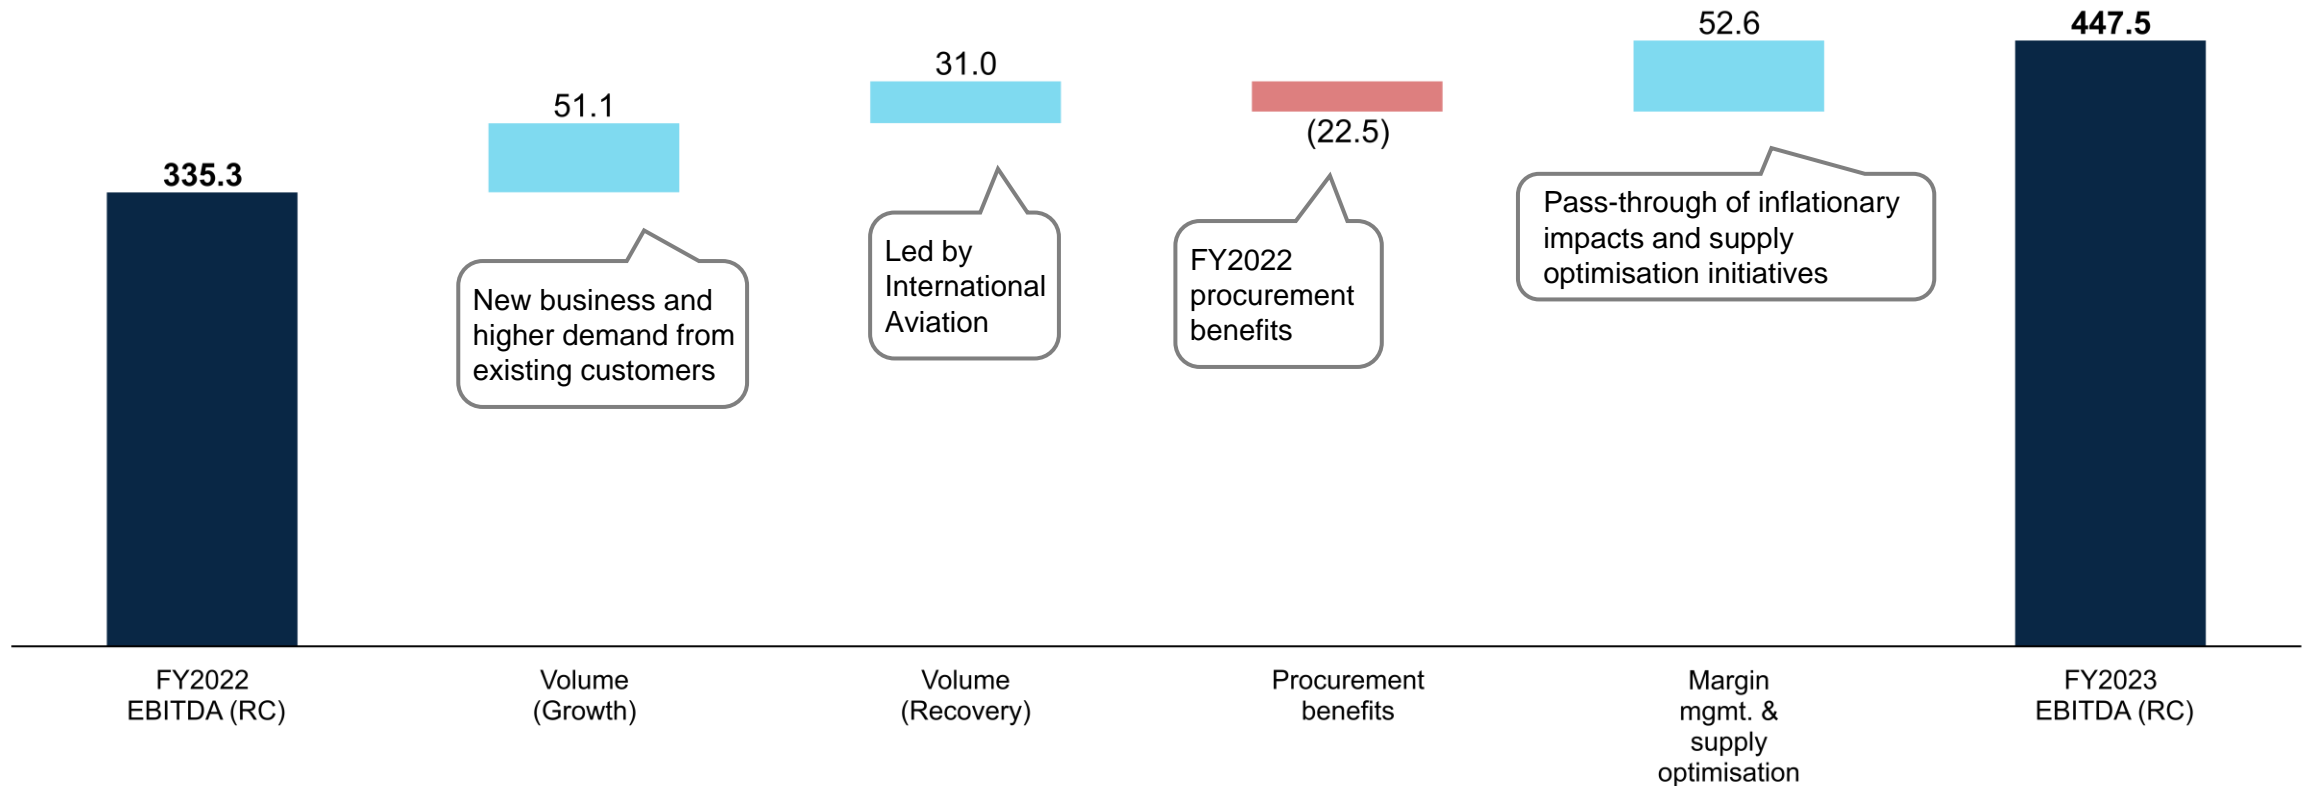 335.3
51.1
31.0
(22.5)
52.6
447.5
New business and
higher demand from
existing customers
Led by
International
Aviation
FY2022
procurement
benefits
Pass-through of inflationary
impacts and supply
optimisation initiatives
FY2022
EBITDA (RC)
Volume
(Growth)
Volume
(Recovery)
Procurement
benefits
Margin
mgmt. &
supply
optimisation
FY2023
EBITDA (RC)